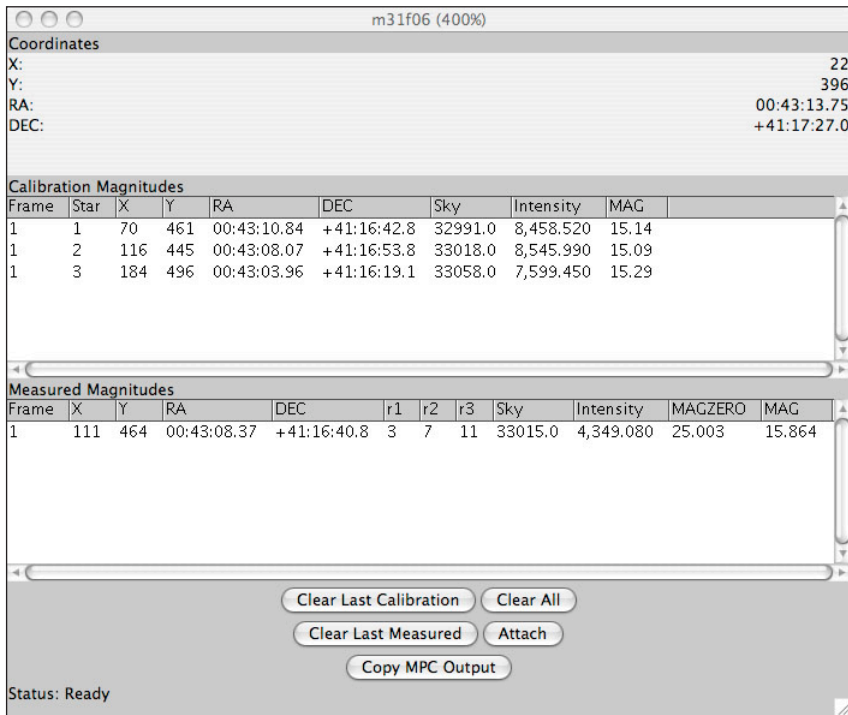 m31f06 (400%)
Coordinates
X: 22
Y: 396
RA: 00:43:13.75
DEC: +41:17:27.0
Calibration Magnitudes
Frame Star X Y RA DEC Sky Intensity MAG
1 1 70 461 00:43:10.84 +41:16:42.8 32991.0 8,458.520 15.14
1 2 116 445 00:43:08.07 +41:16:53.8 33018.0 8,545.990 15.09
1 3 184 496 00:43:03.96 +41:16:19.1 33058.0 7,599.450 15.29
Measured Magnitudes
Frame X Y RA DEC r1 r2 r3 Sky Intensity MAGZERO MAG
1 111 464 00:43:08.37 +41:16:40.8 3 7 11 33015.0 4,349.080 25.003 15.864
Clear Last Calibration Clear All
Clear Last Measured Attach
Copy MPC Output
Status: Ready